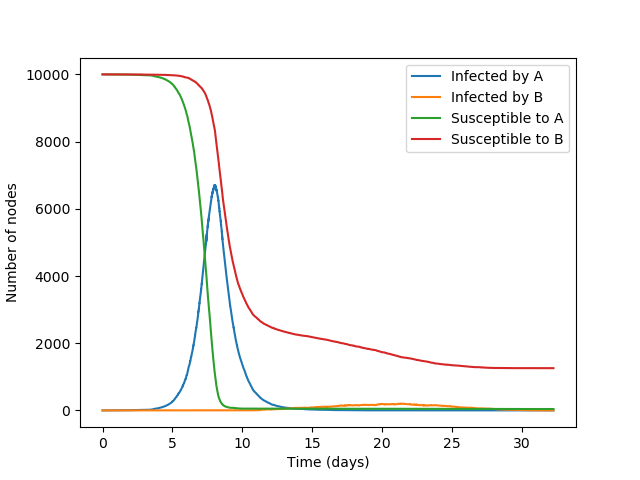 Number of nodes
10000
8000
6000
4000
2000
0
Infected by A
Infected by B
Susceptible to A
Susceptible to B
0 5 10 15 20 25 30
Time (days)